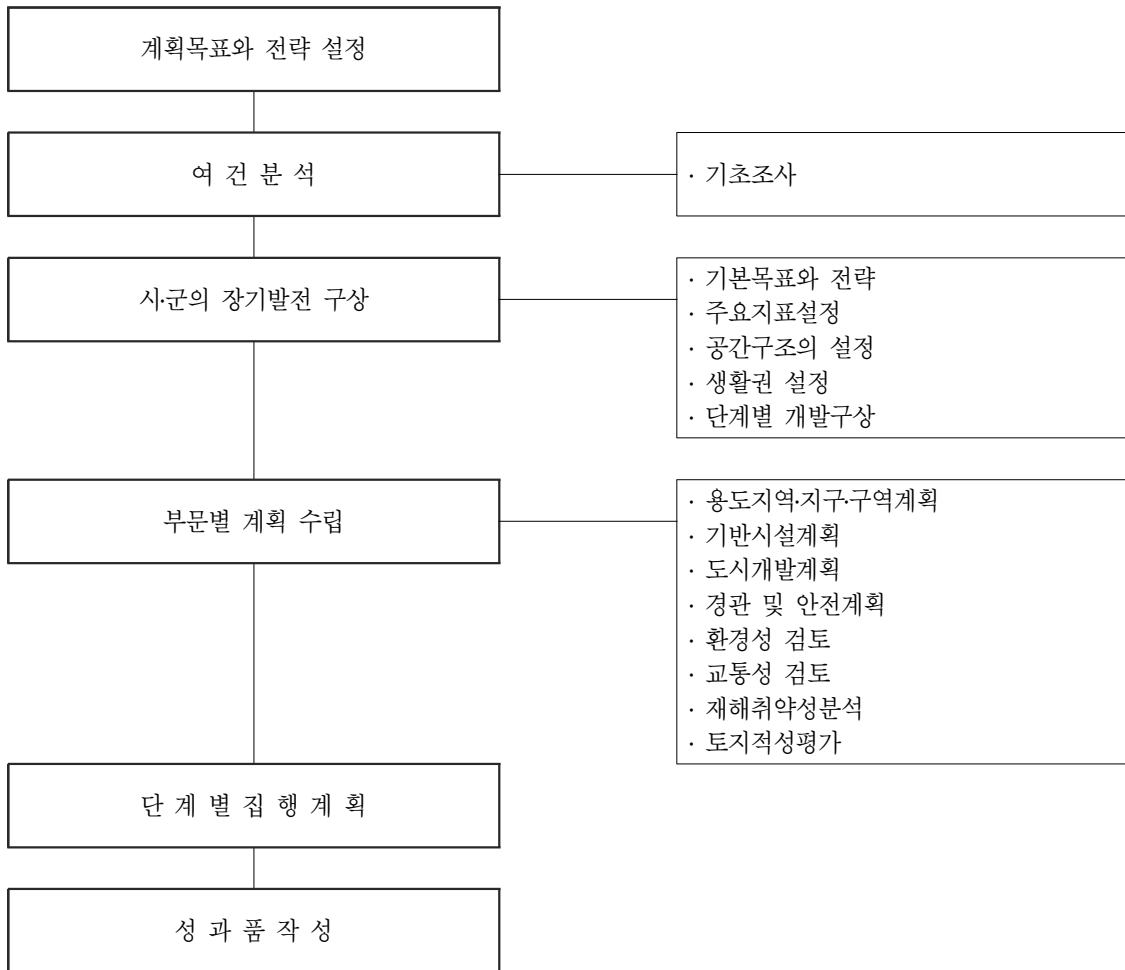 계획목표와 전략 설정
여 건 분 석
· 기초조사
시·군의 장기발전 구상
· 기본목표와 전략
· 주요지표설정
· 공간구조의 설정
· 생활권 설정
· 단계별 개발구상
부문별 계획 수립
· 용도지역·지구·구역계획
· 기반시설계획
· 도시개발계획
· 경관 및 안전계획
· 환경성 검토
· 교통성 검토
· 재해취약성분석
· 토지적성평가
단 계 별 집 행 계 획
성 과 품 작 성